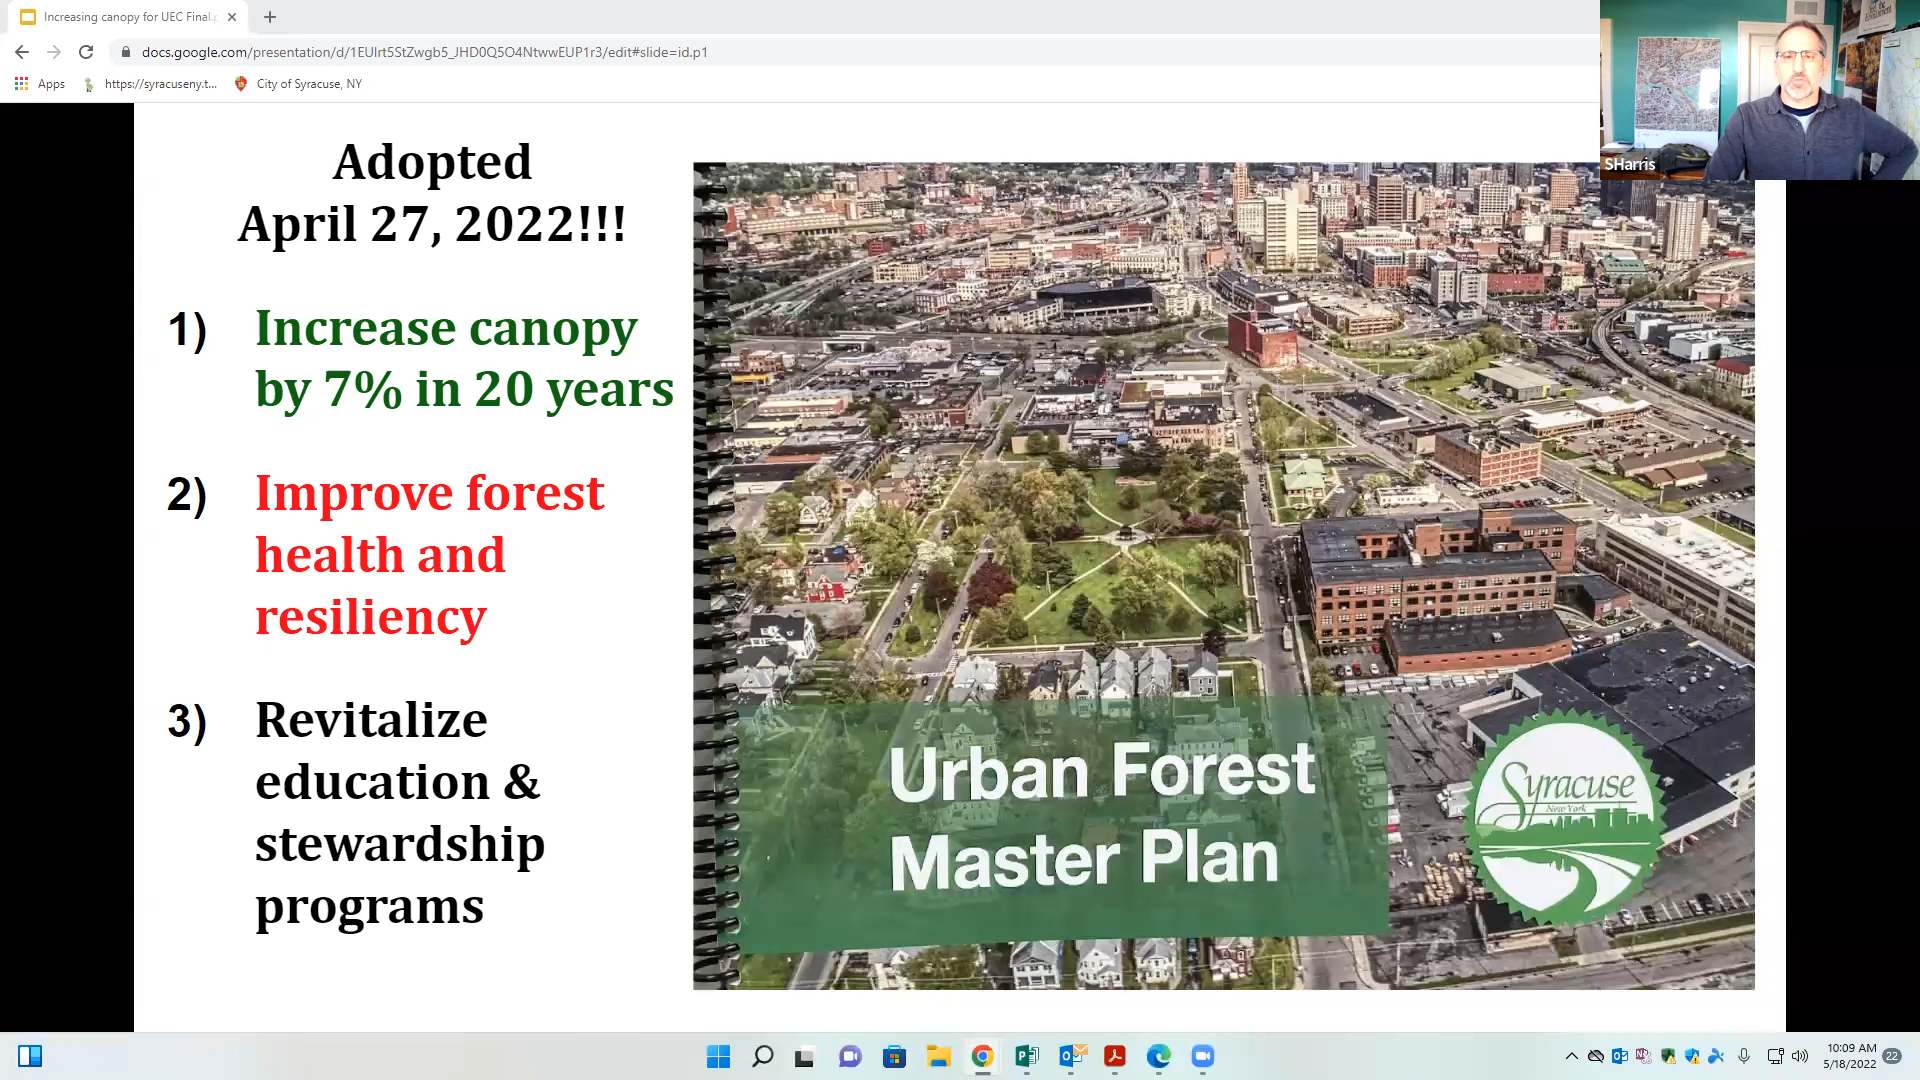 Increasing canopy for UEC Final.
docs.google.com/presentation/d/1EUlrt5StZwgb5_JHD0Q5O4NtwwEUP1r3/edit#slide=id.p1
Apps
https://syracuseny.t...
City of Syracuse, NY
SHarris
Adopted
April 27, 2022!!!
1) Increase canopy
by 7% in 20 years
2) Improve forest
health and
resiliency
3) Revitalize
education &
stewardship
programs
Urban Forest
Master Plan
Syracuse
New York
10:09 AM
5/18/2022
22